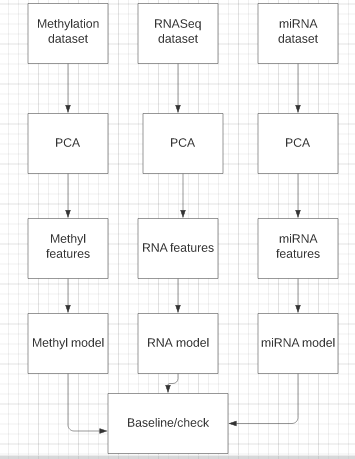 Methylation
dataset
RNASeq
dataset
miRNA
dataset
PCA
PCA
PCA
Methyl
features
RNA features
miRNA
features
Methyl model
RNA model
miRNA model
Baseline/check